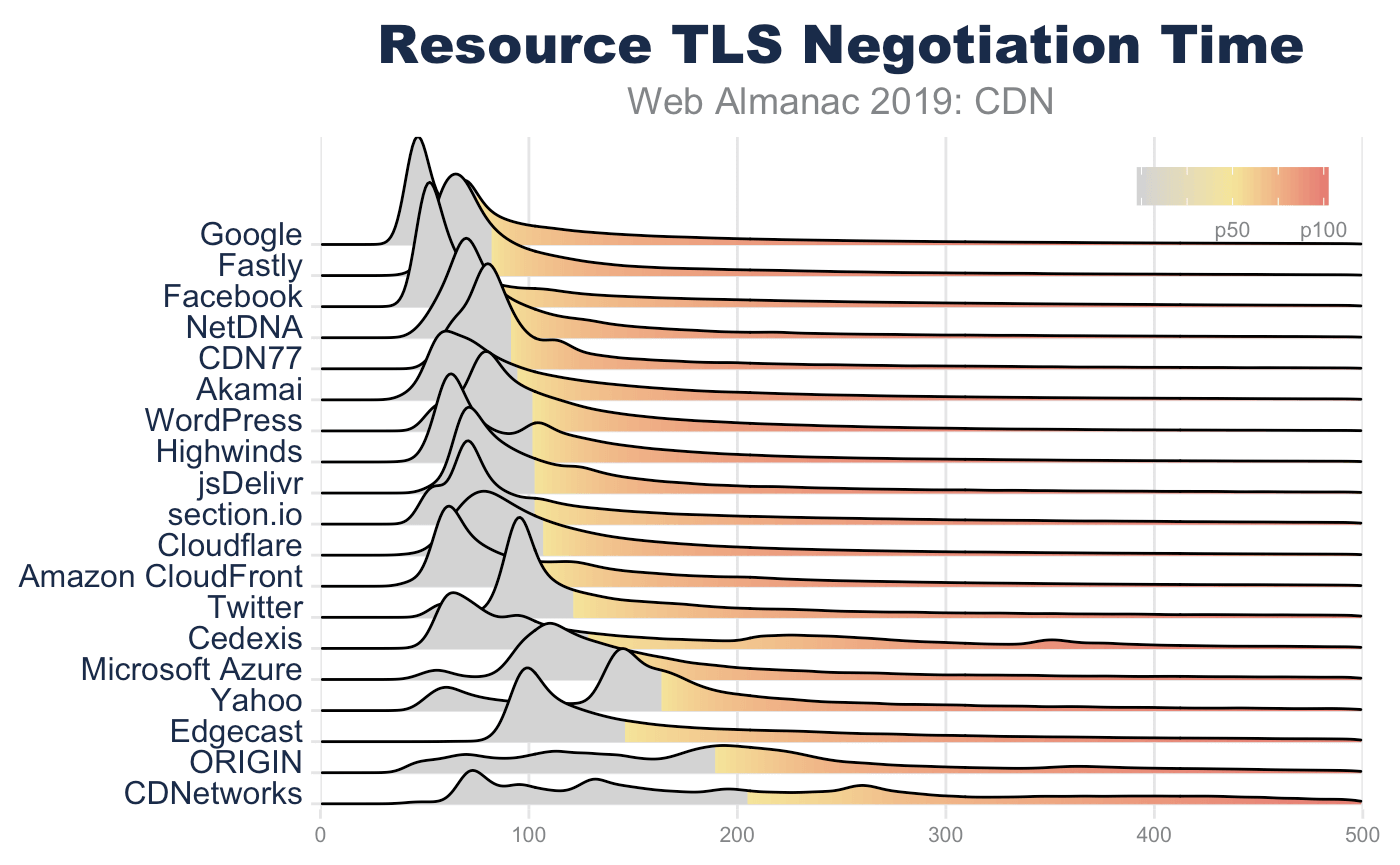 Resource TLS Negotiation Time
Web Almanac 2019: CDN
p50 p100
Google
Fastly
Facebook
NetDNA
CDN77
Akamai
WordPress
Highwinds
jsDelivr
section.io
Cloudflare
Amazon CloudFront
Twitter
Cedexis
Microsoft Azure
Yahoo
Edgecast
ORIGIN
CDNetworks
0 100 200 300 400 500